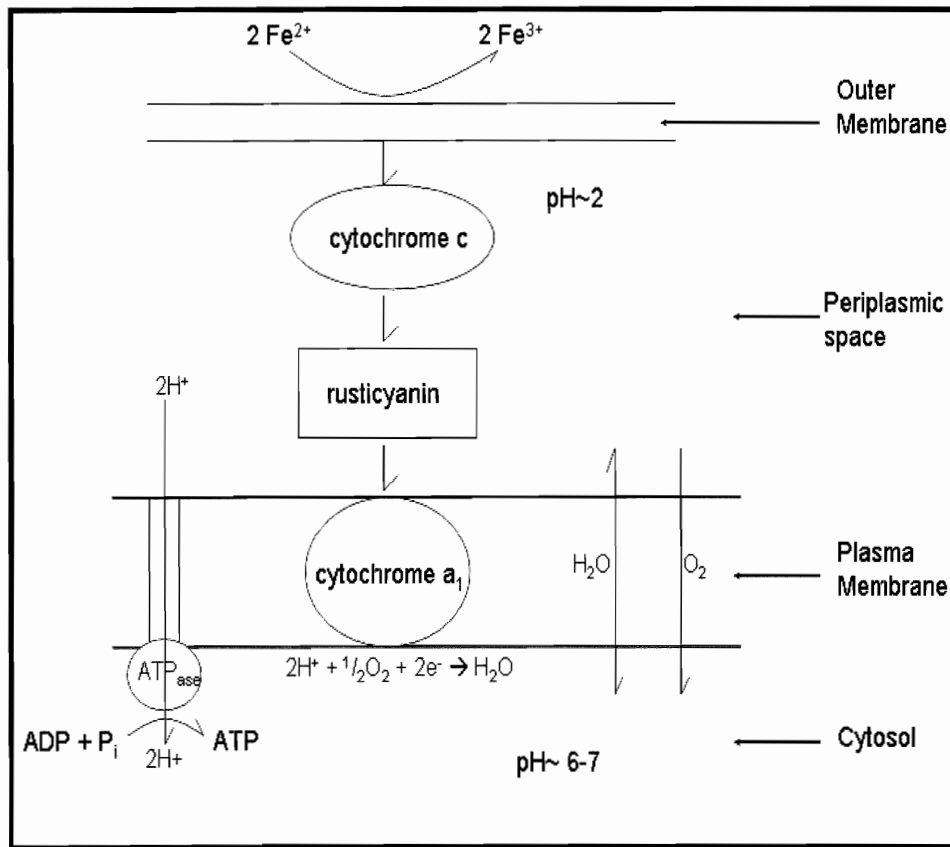 2 Fe²⁺ 2 Fe³⁺
Outer
Membrane
pH~2
cytochrome c
Periplasmic
space
rusticyanin
2H⁺
H₂O O₂
Plasma
Membrane
cytochrome a₁
2H⁺ + ¹/₂O₂ + 2e⁻ → H₂O
ATPase
ADP + Pᵢ ATP
2H+
Cytosol
pH~ 6-7